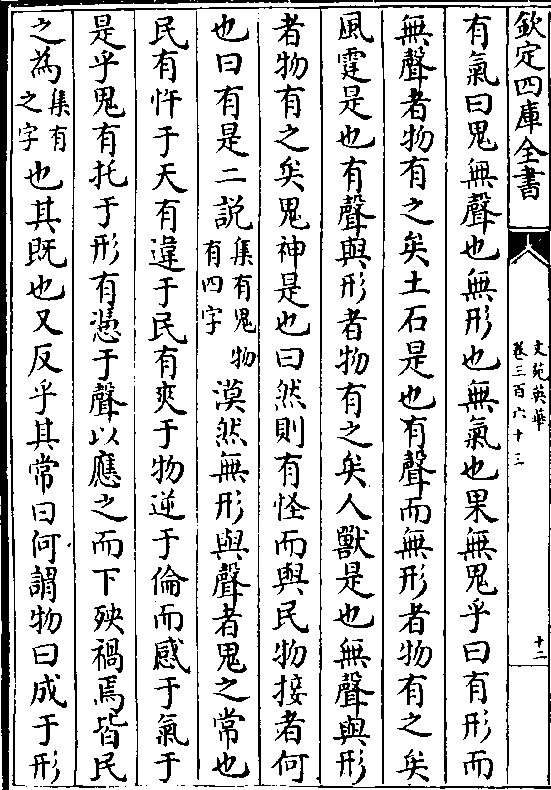 欽定四庫全書
文苑英華
卷三百六十三
十二
有氣曰鬼無聲也無形也無氣也果無鬼乎曰有形而
無聲者物有之矣土石是也有聲而無形者物有之矣
風霆是也有聲與形者物有之矣人獸是也無聲與形
者物有之矣鬼神是也曰然則有怪而與民物接者何
也曰有是二說集有鬼物有四字漠然無形與聲者鬼之常也
民有忤于天有違于民有爽于物逆于倫而感于氣于
是乎鬼有托于形有憑于聲以應之而下殃禍焉皆民
之為集有之字也其既也又反乎其常曰何謂物曰成于形